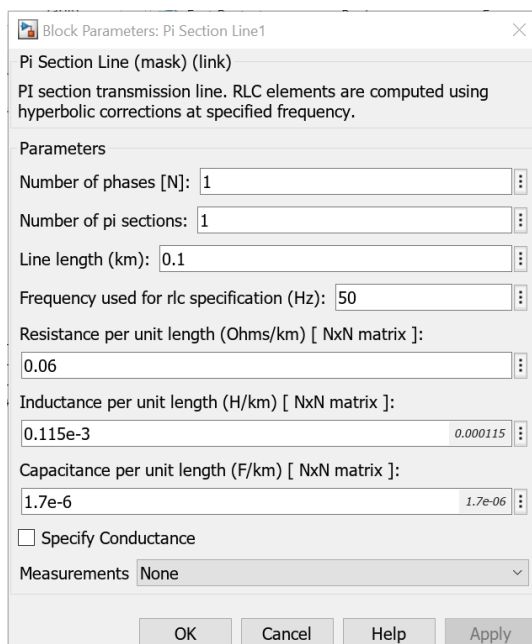 Block Parameters: Pi Section Line1
Pi Section Line (mask) (link)
PI section transmission line. RLC elements are computed using
hyperbolic corrections at specified frequency.
Parameters
Number of phases [N]: 1
Number of pi sections: 1
Line length (km): 0.1
Frequency used for rlc specification (Hz): 50
Resistance per unit length (Ohms/km) [ NxN matrix ]:
0.06
Inductance per unit length (H/km) [ NxN matrix ]:
0.115e-3 0.000115
Capacitance per unit length (F/km) [ NxN matrix ]:
1.7e-6 1.7e-06
Specify Conductance
Measurements None
OK Cancel Help Apply